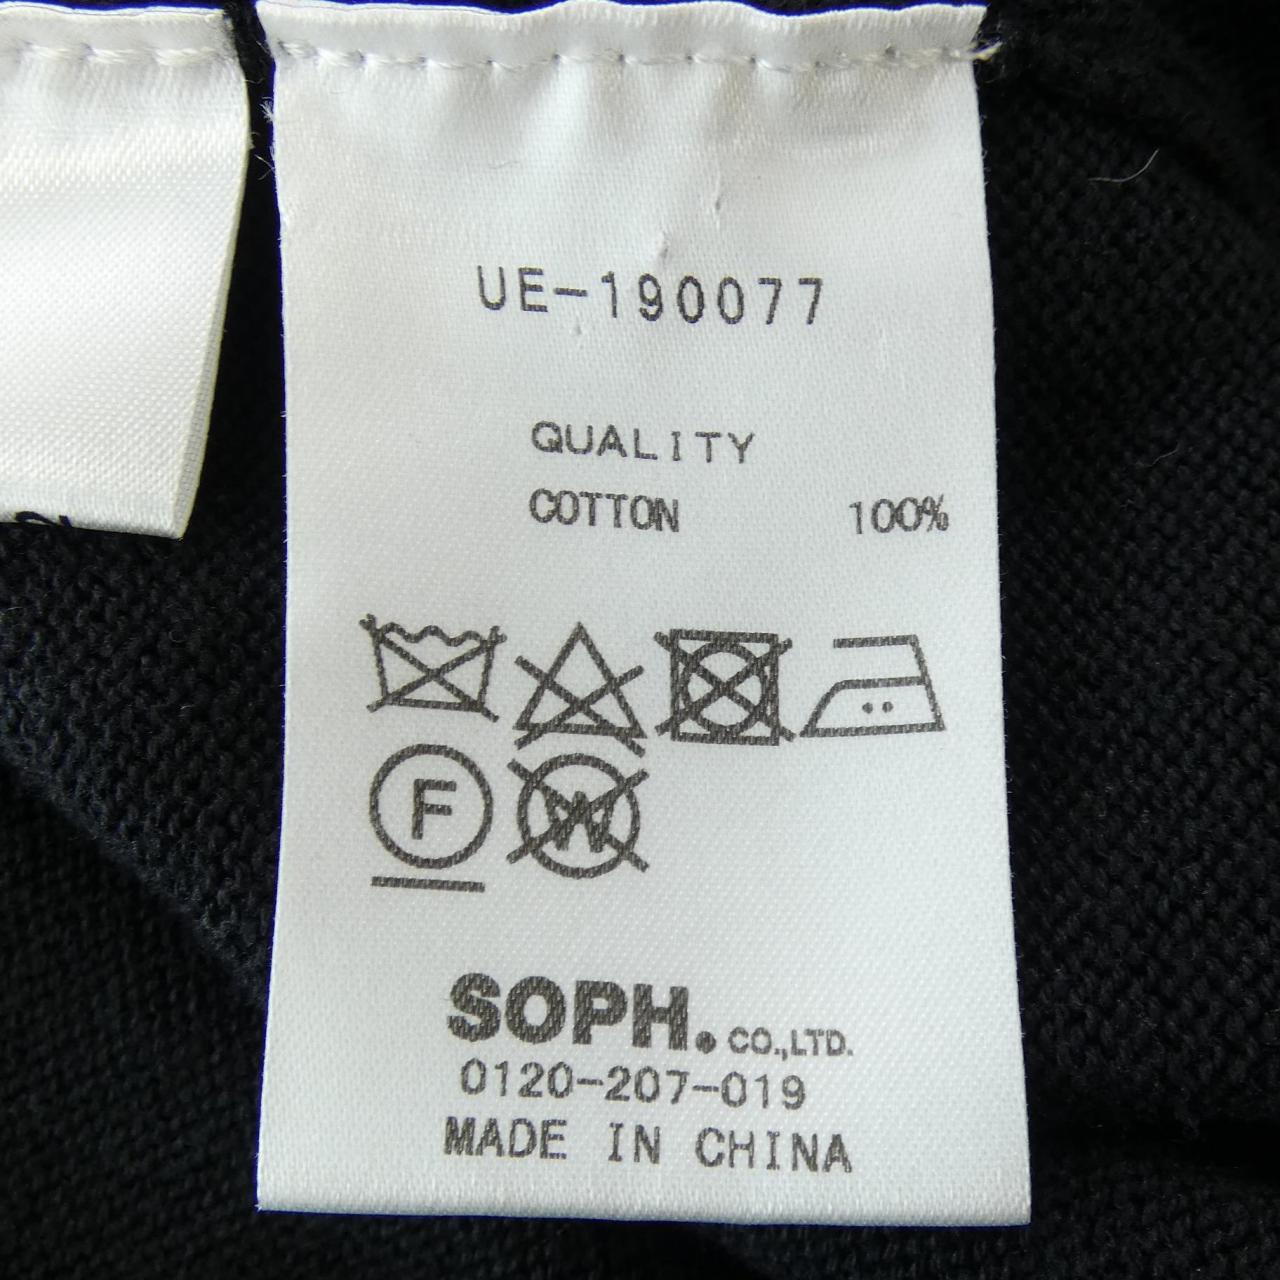 UE-190077
QUALITY
COTTON 100%
F
W
SOPH. CO.,LTD.
0120-207-019
MADE IN CHINA